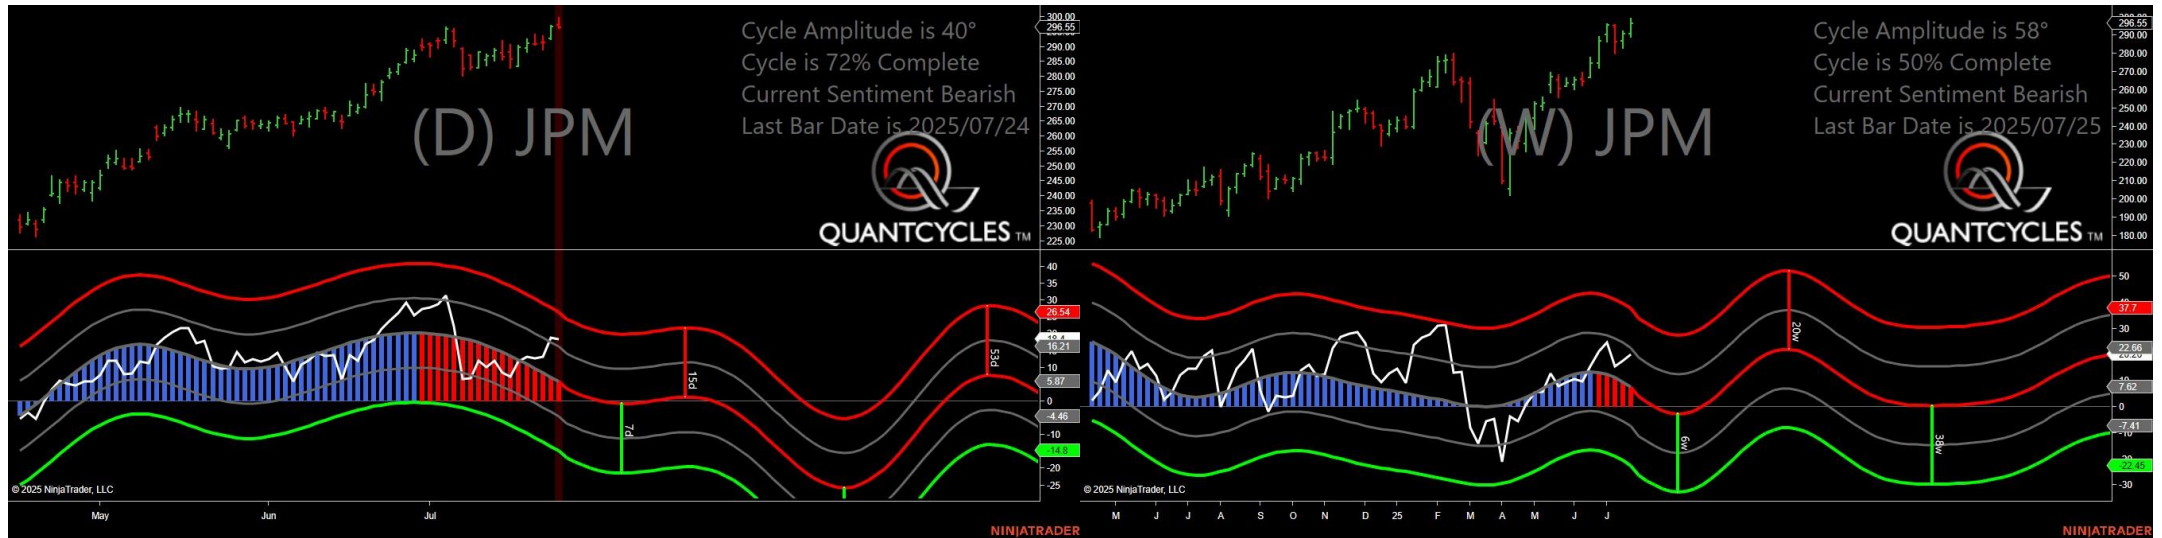 Cycle Amplitude is 40°
Cycle is 72% Complete
Current Sentiment Bearish
Last Bar Date is 2025/07/24
(D) JPM
QUANTCYCLES TM
300.00
296.55
290.00
285.00
280.00
275.00
270.00
265.00
260.00
255.00
250.00
245.00
240.00
235.00
230.00
225.00
40
35
30
26.54
16.21
10
5.87
0
-4.46
-10
-14.8
-20
-25
15d
53d
7d
© 2025 NinjaTrader, LLC
May Jun Jul
NINJATRADER
Cycle Amplitude is 58°
Cycle is 50% Complete
Current Sentiment Bearish
Last Bar Date is 2025/07/25
(W) JPM
QUANTCYCLES TM
296.55
290.00
270.00
260.00
250.00
240.00
230.00
220.00
210.00
200.00
190.00
180.00
50
37.7
30
22.66
7.62
0
-7.41
-22.45
-30
20w
6w
38w
© 2025 NinjaTrader, LLC
M J J A S O N D 25 F M A M J J
NINJATRADER